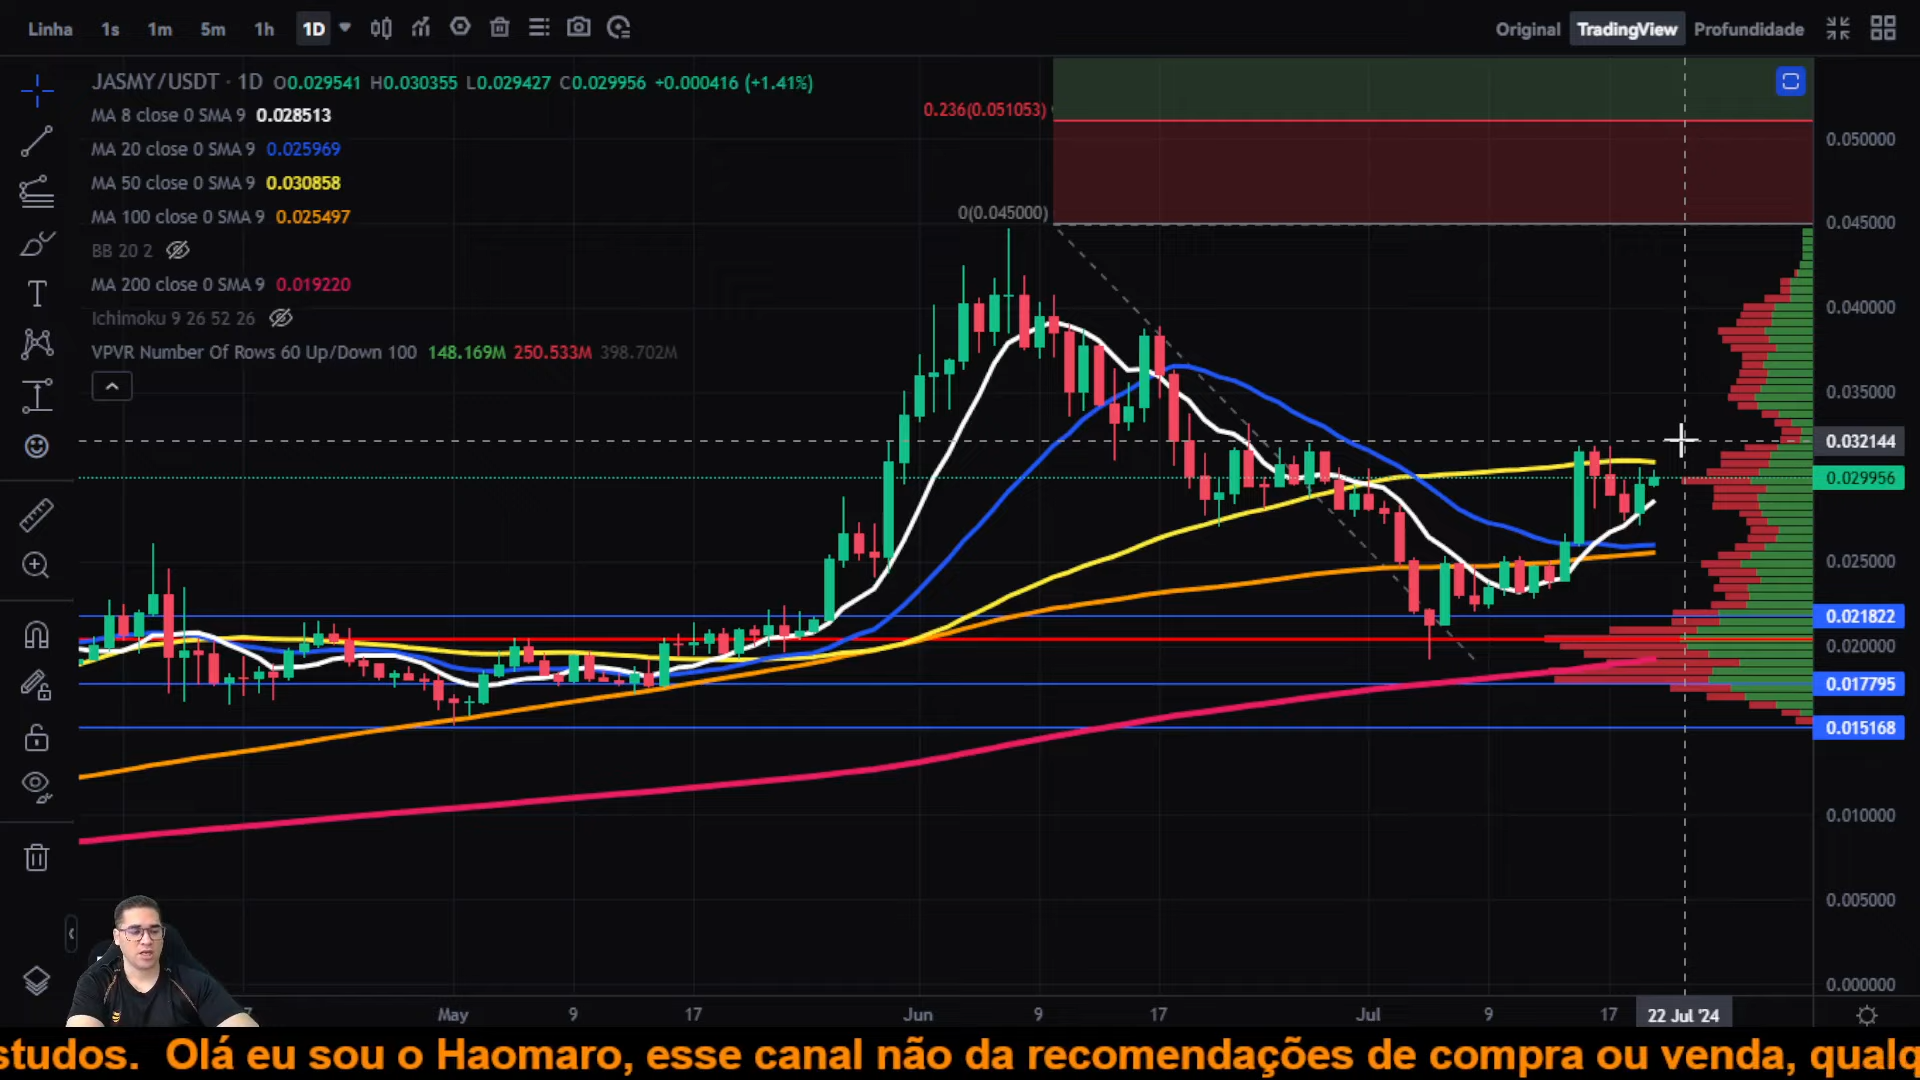 Linha 1s 1m 5m 1h 1D Original TradingView Profundidade
JASMY/USDT · 1D O0.029541 H0.030355 L0.029427 C0.029956 +0.000416 (+1.41%)
MA 8 close 0 SMA 9 0.028513
MA 20 close 0 SMA 9 0.025969
MA 50 close 0 SMA 9 0.030858
MA 100 close 0 SMA 9 0.025497
BB 20 2
MA 200 close 0 SMA 9 0.019220
Ichimoku 9 26 52 26
VPVR Number Of Rows 60 Up/Down 100 148.169M 250.533M 398.702M
0.236(0.051053)
0(0.045000)
0.050000
0.045000
0.040000
0.035000
0.032144
0.029956
0.025000
0.021822
0.020000
0.017795
0.015168
0.010000
0.005000
0.000000
7 May 9 17 Jun 9 17 Jul 9 17 22 Jul '24
studos. Olá eu sou o Haomaro, esse canal não da recomendações de compra ou venda, qualq